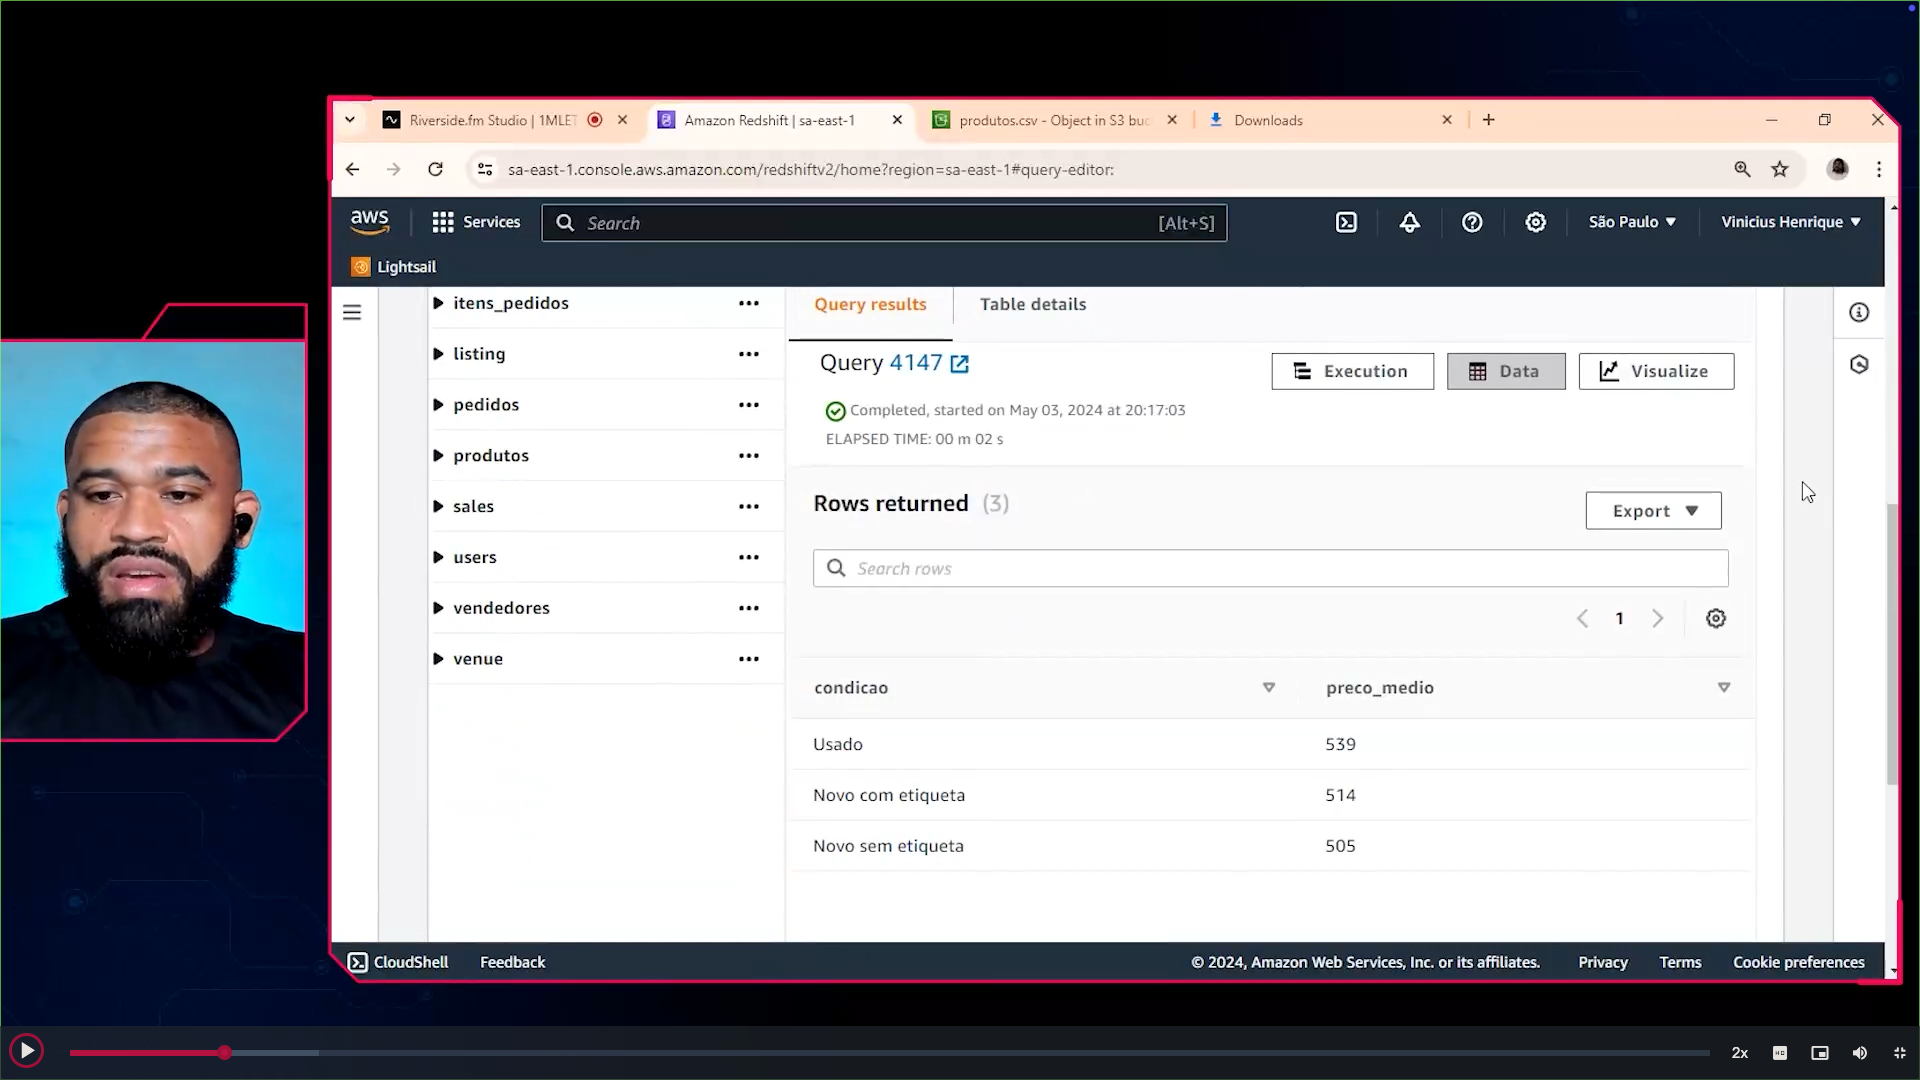 Riverside.fm Studio | 1MLET
Amazon Redshift | sa-east-1
produtos.csv - Object in S3 buc
Downloads
sa-east-1.console.aws.amazon.com/redshiftv2/home?region=sa-east-1#query-editor:
aws
Services
Search
[Alt+S]
São Paulo
Vinicius Henrique
Lightsail
itens_pedidos
listing
pedidos
produtos
sales
users
vendedores
venue
Query results
Table details
Query 4147
Execution
Data
Visualize
Completed, started on May 03, 2024 at 20:17:03
ELAPSED TIME: 00 m 02 s
Rows returned (3)
Export
Search rows
1
condicao preco_medio
Usado 539
Novo com etiqueta 514
Novo sem etiqueta 505
CloudShell
Feedback
© 2024, Amazon Web Services, Inc. or its affiliates.
Privacy
Terms
Cookie preferences
2x
HD